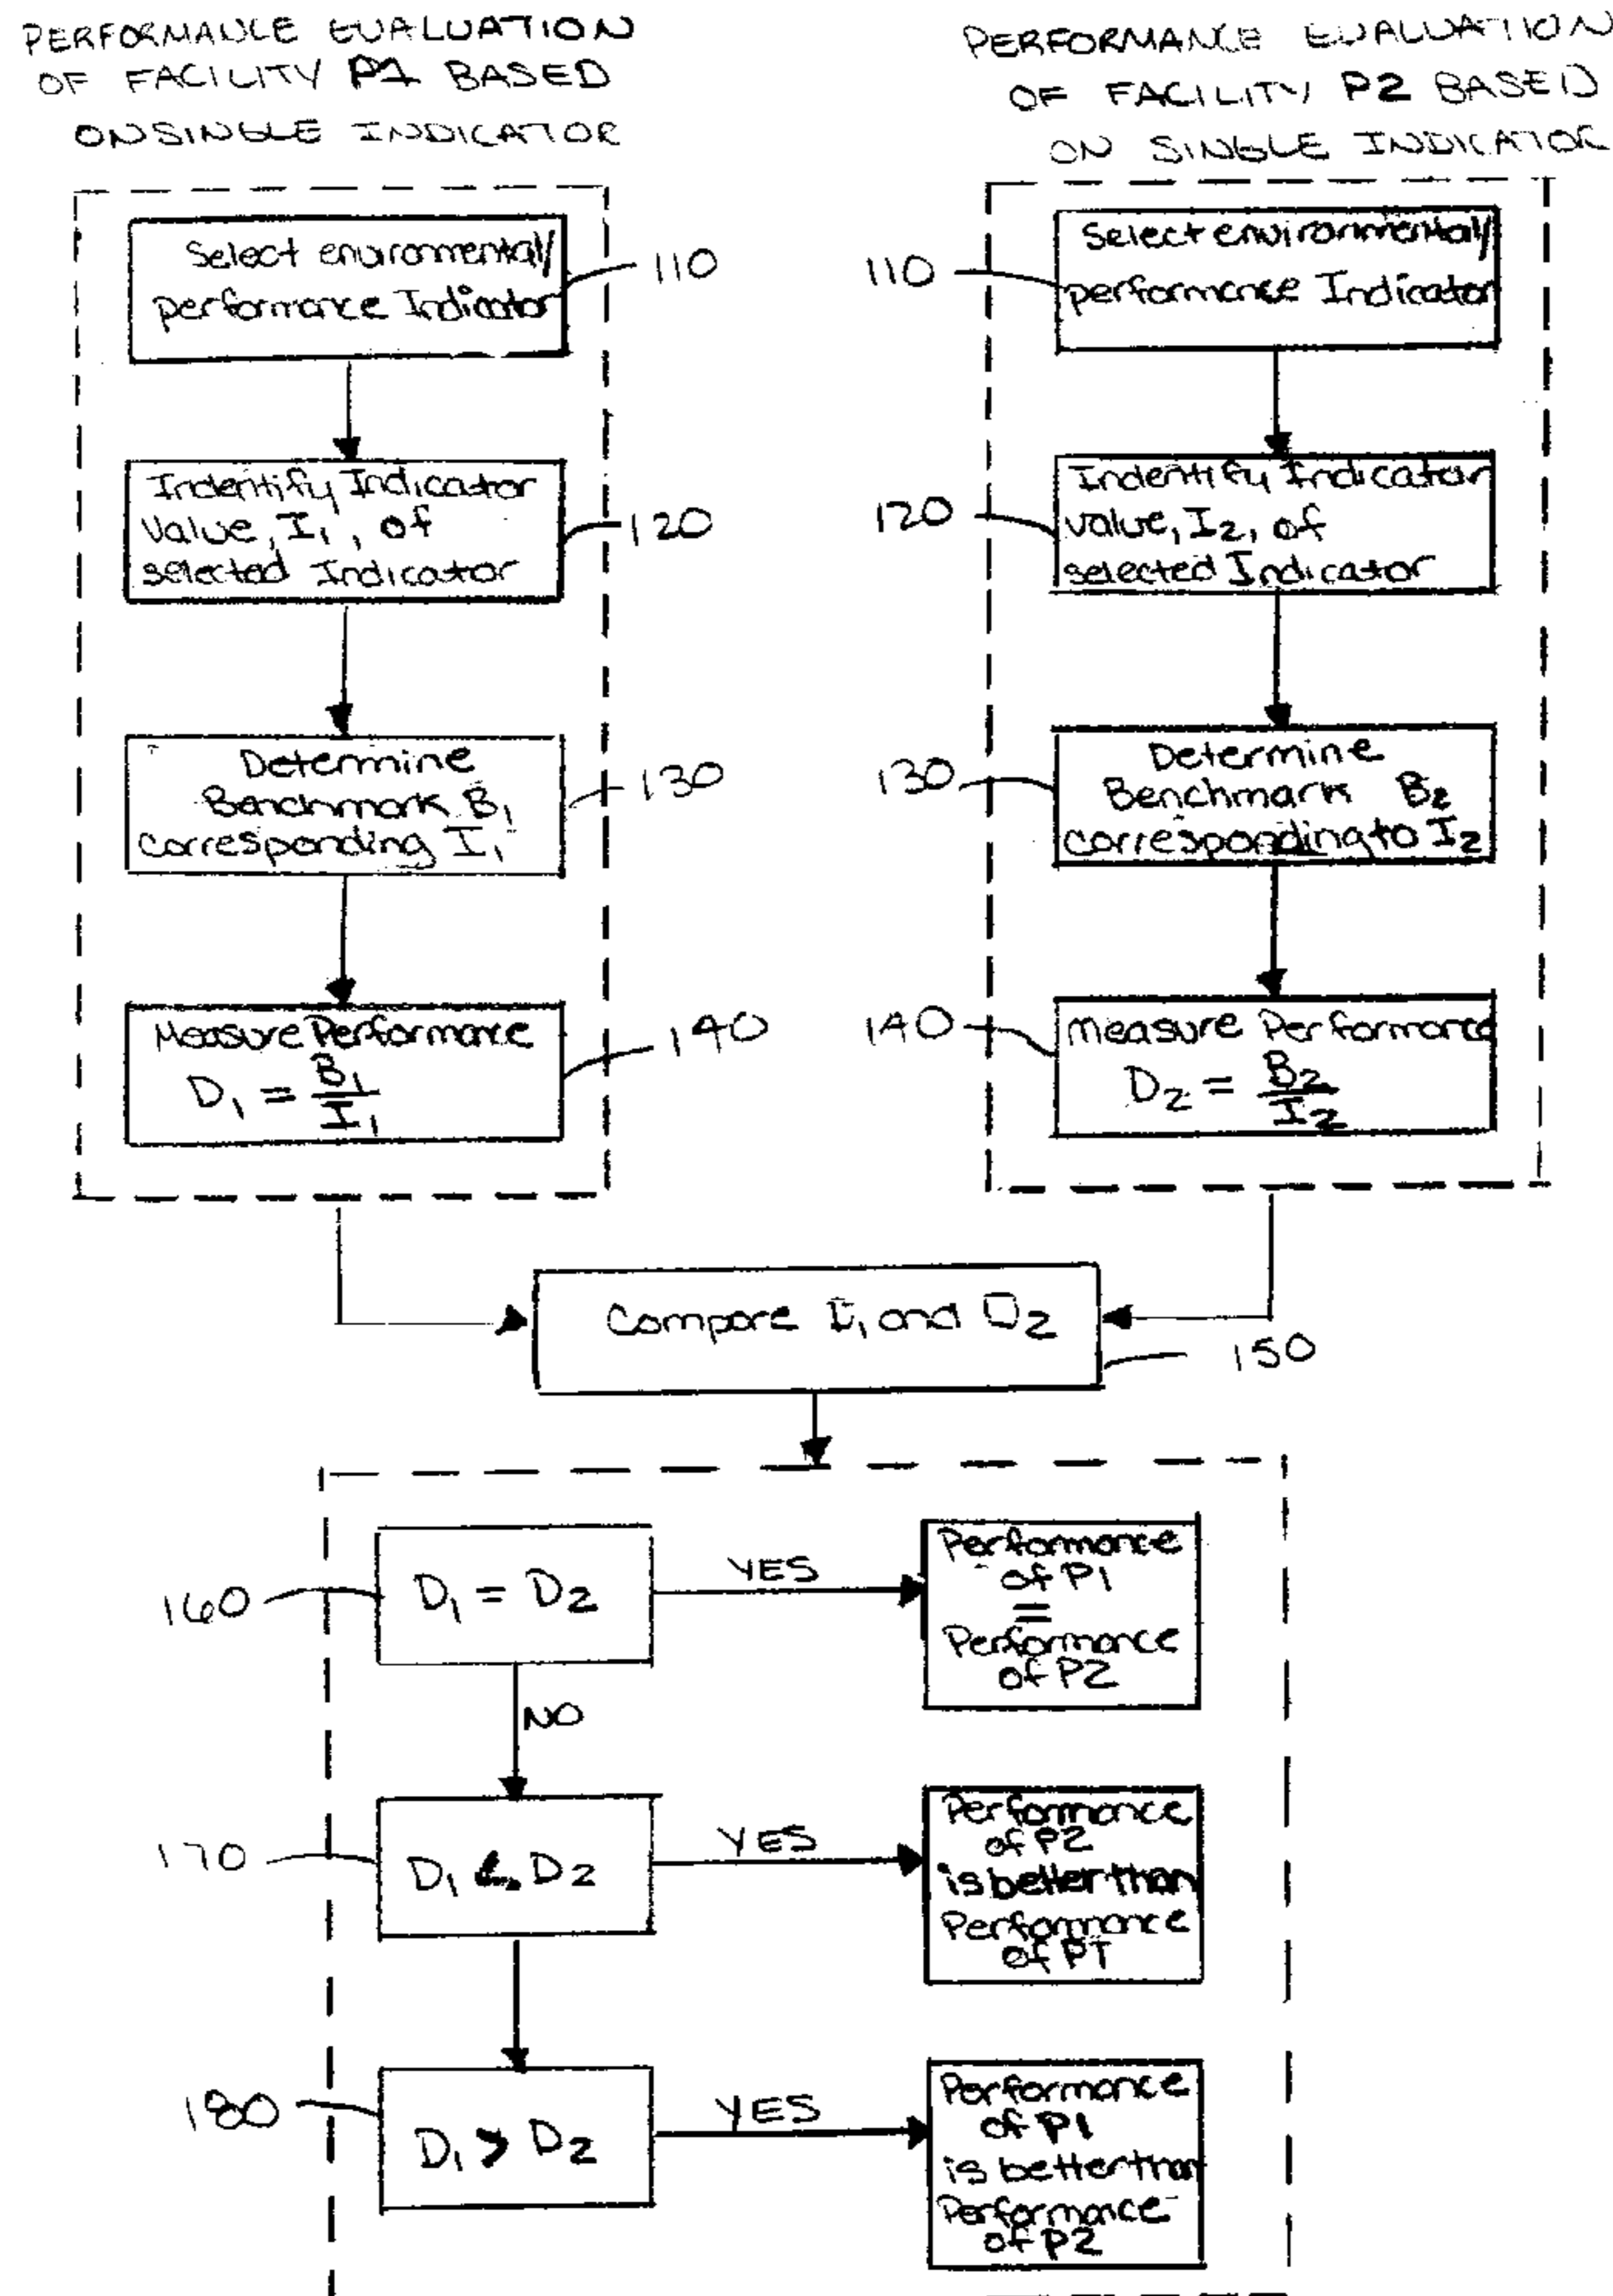 PERFORMANCE EVALUATION
OF FACILITY P1 BASED
ON SINGLE INDICATOR
Select environmental/
performance Indicator
110
Indentify Indicator
Value, I₁, of
selected Indicator
120
Determine
Benchmark B₁
corresponding I₁
130
Measure Performance
D₁ = B₁
I₁
140
PERFORMANCE EVALUATION
OF FACILITY P2 BASED
ON SINGLE INDICATOR
110
Select environmental/
performance Indicator
120
Indentify Indicator
value, I₂, of
selected Indicator
130
Determine
Benchmark B₂
corresponding to I₂
140
Measure Performance
D₂ = B₂
I₂
Compare D₁ and D₂
150
160
D₁ = D₂
YES
Performance
of P1
=
Performance
of P2
NO
170
D₁ < D₂
YES
Performance
of P2
is better than
Performance
of P1
180
D₁ > D₂
YES
Performance
of P1
is better than
Performance
of P2